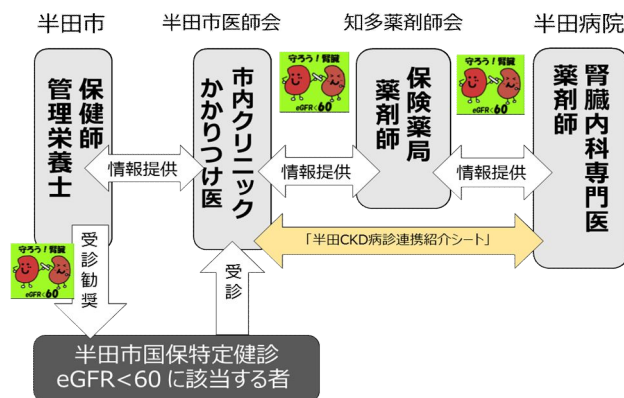 半田市
半田市医師会
知多薬剤師会
半田病院
保健師
管理栄養士
市内クリニック
かかりつけ医
保険薬局
薬剤師
腎臓内科専門医
薬剤師
守ろう！腎臓
eGFR<60
守ろう！腎臓
eGFR<60
情報提供
情報提供
情報提供
「半田CKD病診連携紹介シート」
守ろう！腎臓
eGFR<60
受診勧奨
受診
半田市国保特定健診
eGFR<60に該当する者